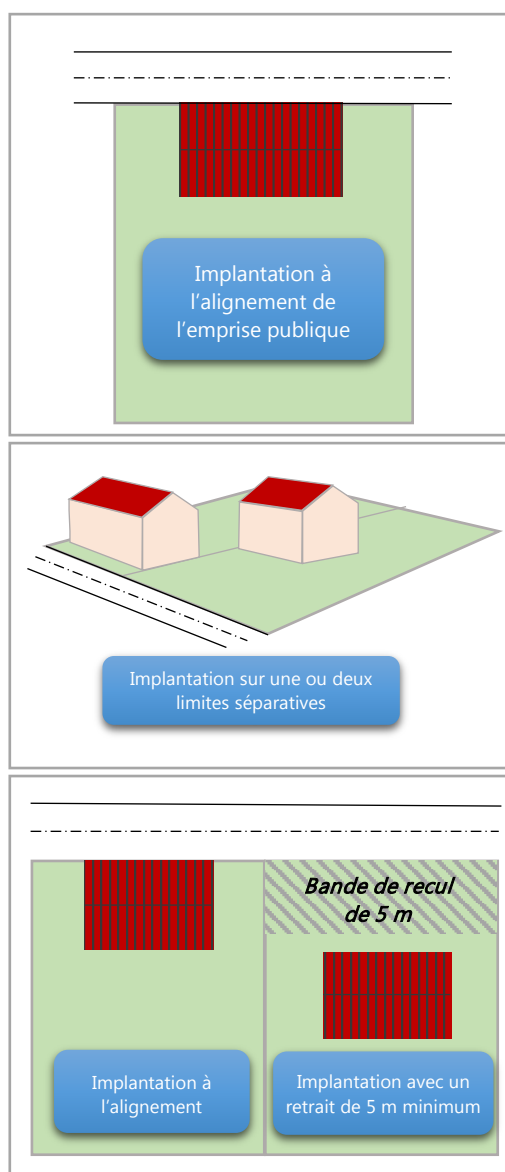 Implantation à
l'alignement de
l'emprise publique
Implantation sur une ou deux
limites séparatives
Bande de recul
de 5 m
Implantation à
l'alignement
Implantation avec un
retrait de 5 m minimum